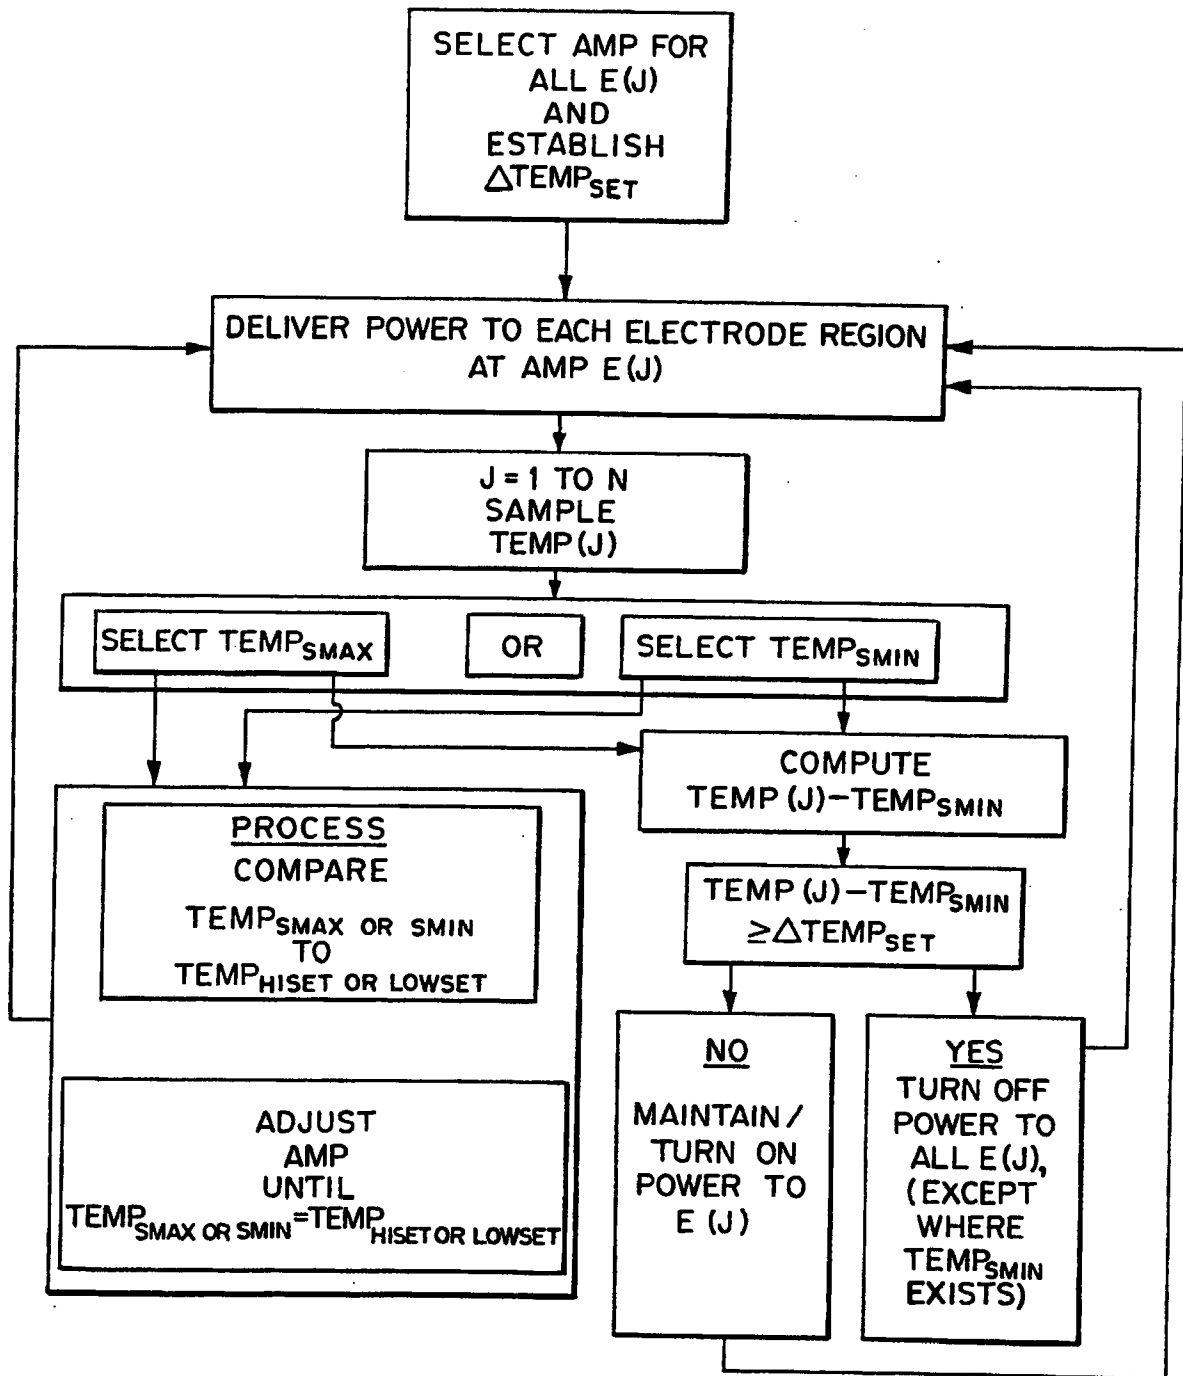 SELECT AMP FOR
ALL E(J)
AND
ESTABLISH
△TEMPSET
DELIVER POWER TO EACH ELECTRODE REGION
AT AMP E(J)
J=1 TO N
SAMPLE
TEMP(J)
SELECT TEMPSMAX
OR
SELECT TEMPSMIN
COMPUTE
TEMP(J)-TEMPSMIN
PROCESS
COMPARE
TEMPSMAX OR SMIN
TO
TEMPHISET OR LOWSET
TEMP(J)-TEMPSMIN
≥△TEMPSET
ADJUST
AMP
UNTIL
TEMPSMAX OR SMIN=TEMPHISET OR LOWSET
NO
MAINTAIN/
TURN ON
POWER TO
E(J)
YES
TURN OFF
POWER TO
ALL E(J),
(EXCEPT
WHERE
TEMPSMIN
EXISTS)